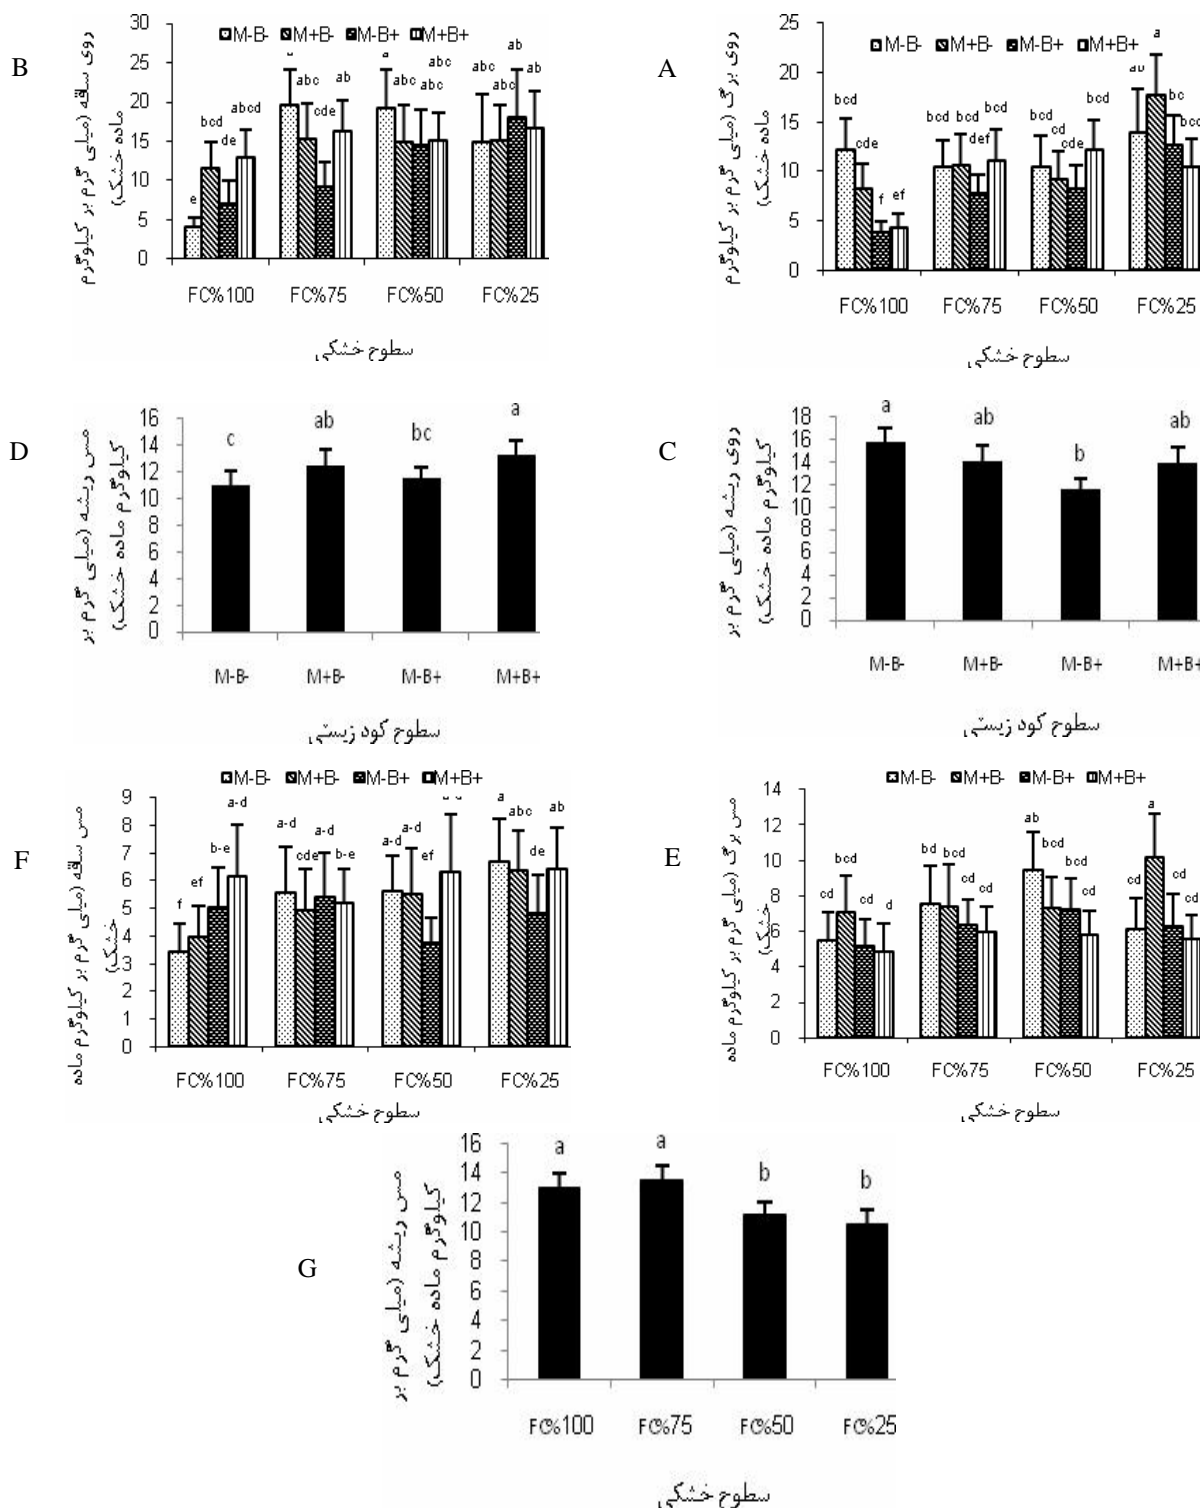 B
روی ساقه (میلی گرم بر کیلوگرم
ماده خشک)
M-B- M+B- M-B+ M+B+
30
25
20
15
10
5
0
e bcd de abcd
abc cde ab
a abc abc abc
abc abc ab ab
FC%100 FC%75 FC%50 FC%25
سطوح خشکی
A
روی برگ (میلی گرم بر کیلوگرم
ماده خشک)
M-B- M+B- M-B+ M+B+
25
20
15
10
5
0
bcd cde f ef
bcd bcd def bcd
bcd cd cde bcd
ab a bc bcd
FC%100 FC%75 FC%50 FC%25
سطوح خشکی
D
مس ریشه (میلی گرم بر
کیلوگرم ماده خشک)
16
14
12
10
8
6
4
2
0
c ab bc a
M-B- M+B- M-B+ M+B+
سطوح کود زیستی
C
روی ریشه (میلی گرم بر
کیلوگرم ماده خشک)
18
16
14
12
10
8
6
4
2
0
a ab b ab
M-B- M+B- M-B+ M+B+
سطوح کود زیستی
F
مس ساقه (میلی گرم بر کیلوگرم ماده
خشک)
M-B- M+B- M-B+ M+B+
9
8
7
6
5
4
3
2
1
0
f ef b-e a-d
a-d cde a-d b-e
a-d a-d ef
a abc de ab
FC%100 FC%75 FC%50 FC%25
سطوح خشکی
E
مس برگ (میلی گرم بر کیلوگرم ماده
خشک)
M-B- M+B- M-B+ M+B+
14
12
10
8
6
4
2
0
cd bcd cd d
bd bcd cd cd
ab bcd bcd cd
cd a cd cd
FC%100 FC%75 FC%50 FC%25
سطوح خشکی
G
مس ریشه (میلی گرم بر
کیلوگرم ماده خشک)
16
14
12
10
8
6
4
2
0
a a b b
FC%100 FC%75 FC%50 FC%25
سطوح خشکی